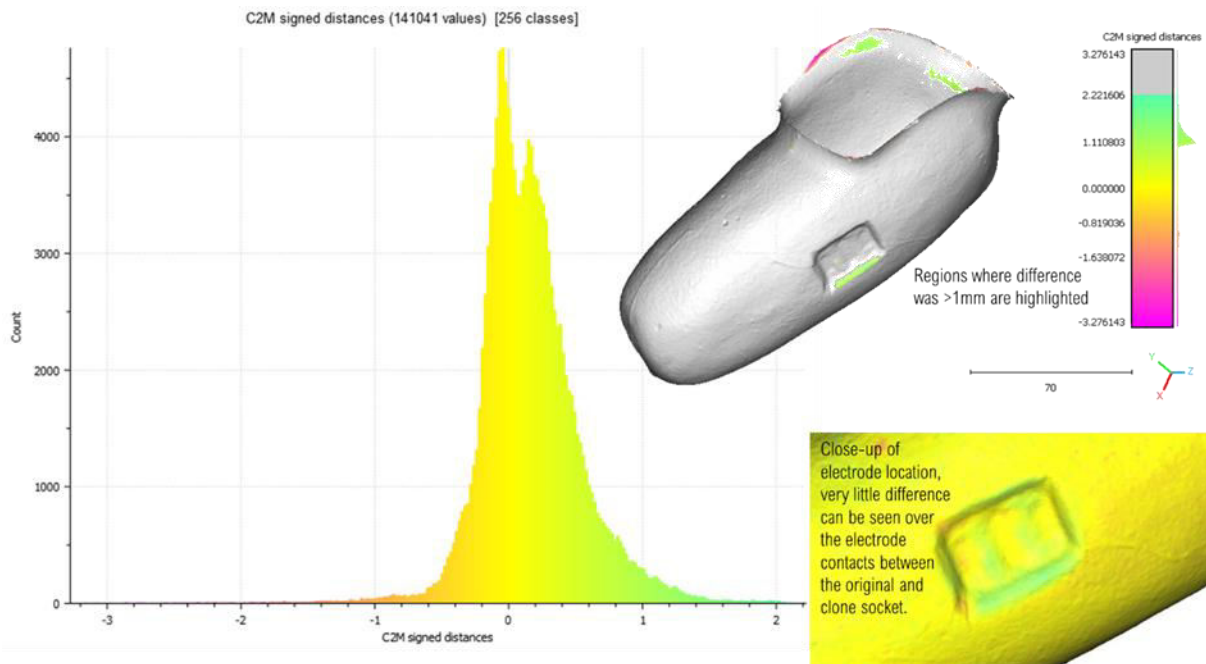 C2M signed distances (141041 values) [256 classes]
Count
4000
3000
2000
1000
0
-3
-2
-1
0
1
2
C2M signed distances
C2M signed distances
3.276143
2.221606
1.110803
0.000000
-0.819036
-1.638072
-3.276143
Regions where difference
was >1mm are highlighted
70
Y
Z
X
Close-up of
electrode location,
very little difference
can be seen over
the electrode
contacts between
the original and
clone socket.